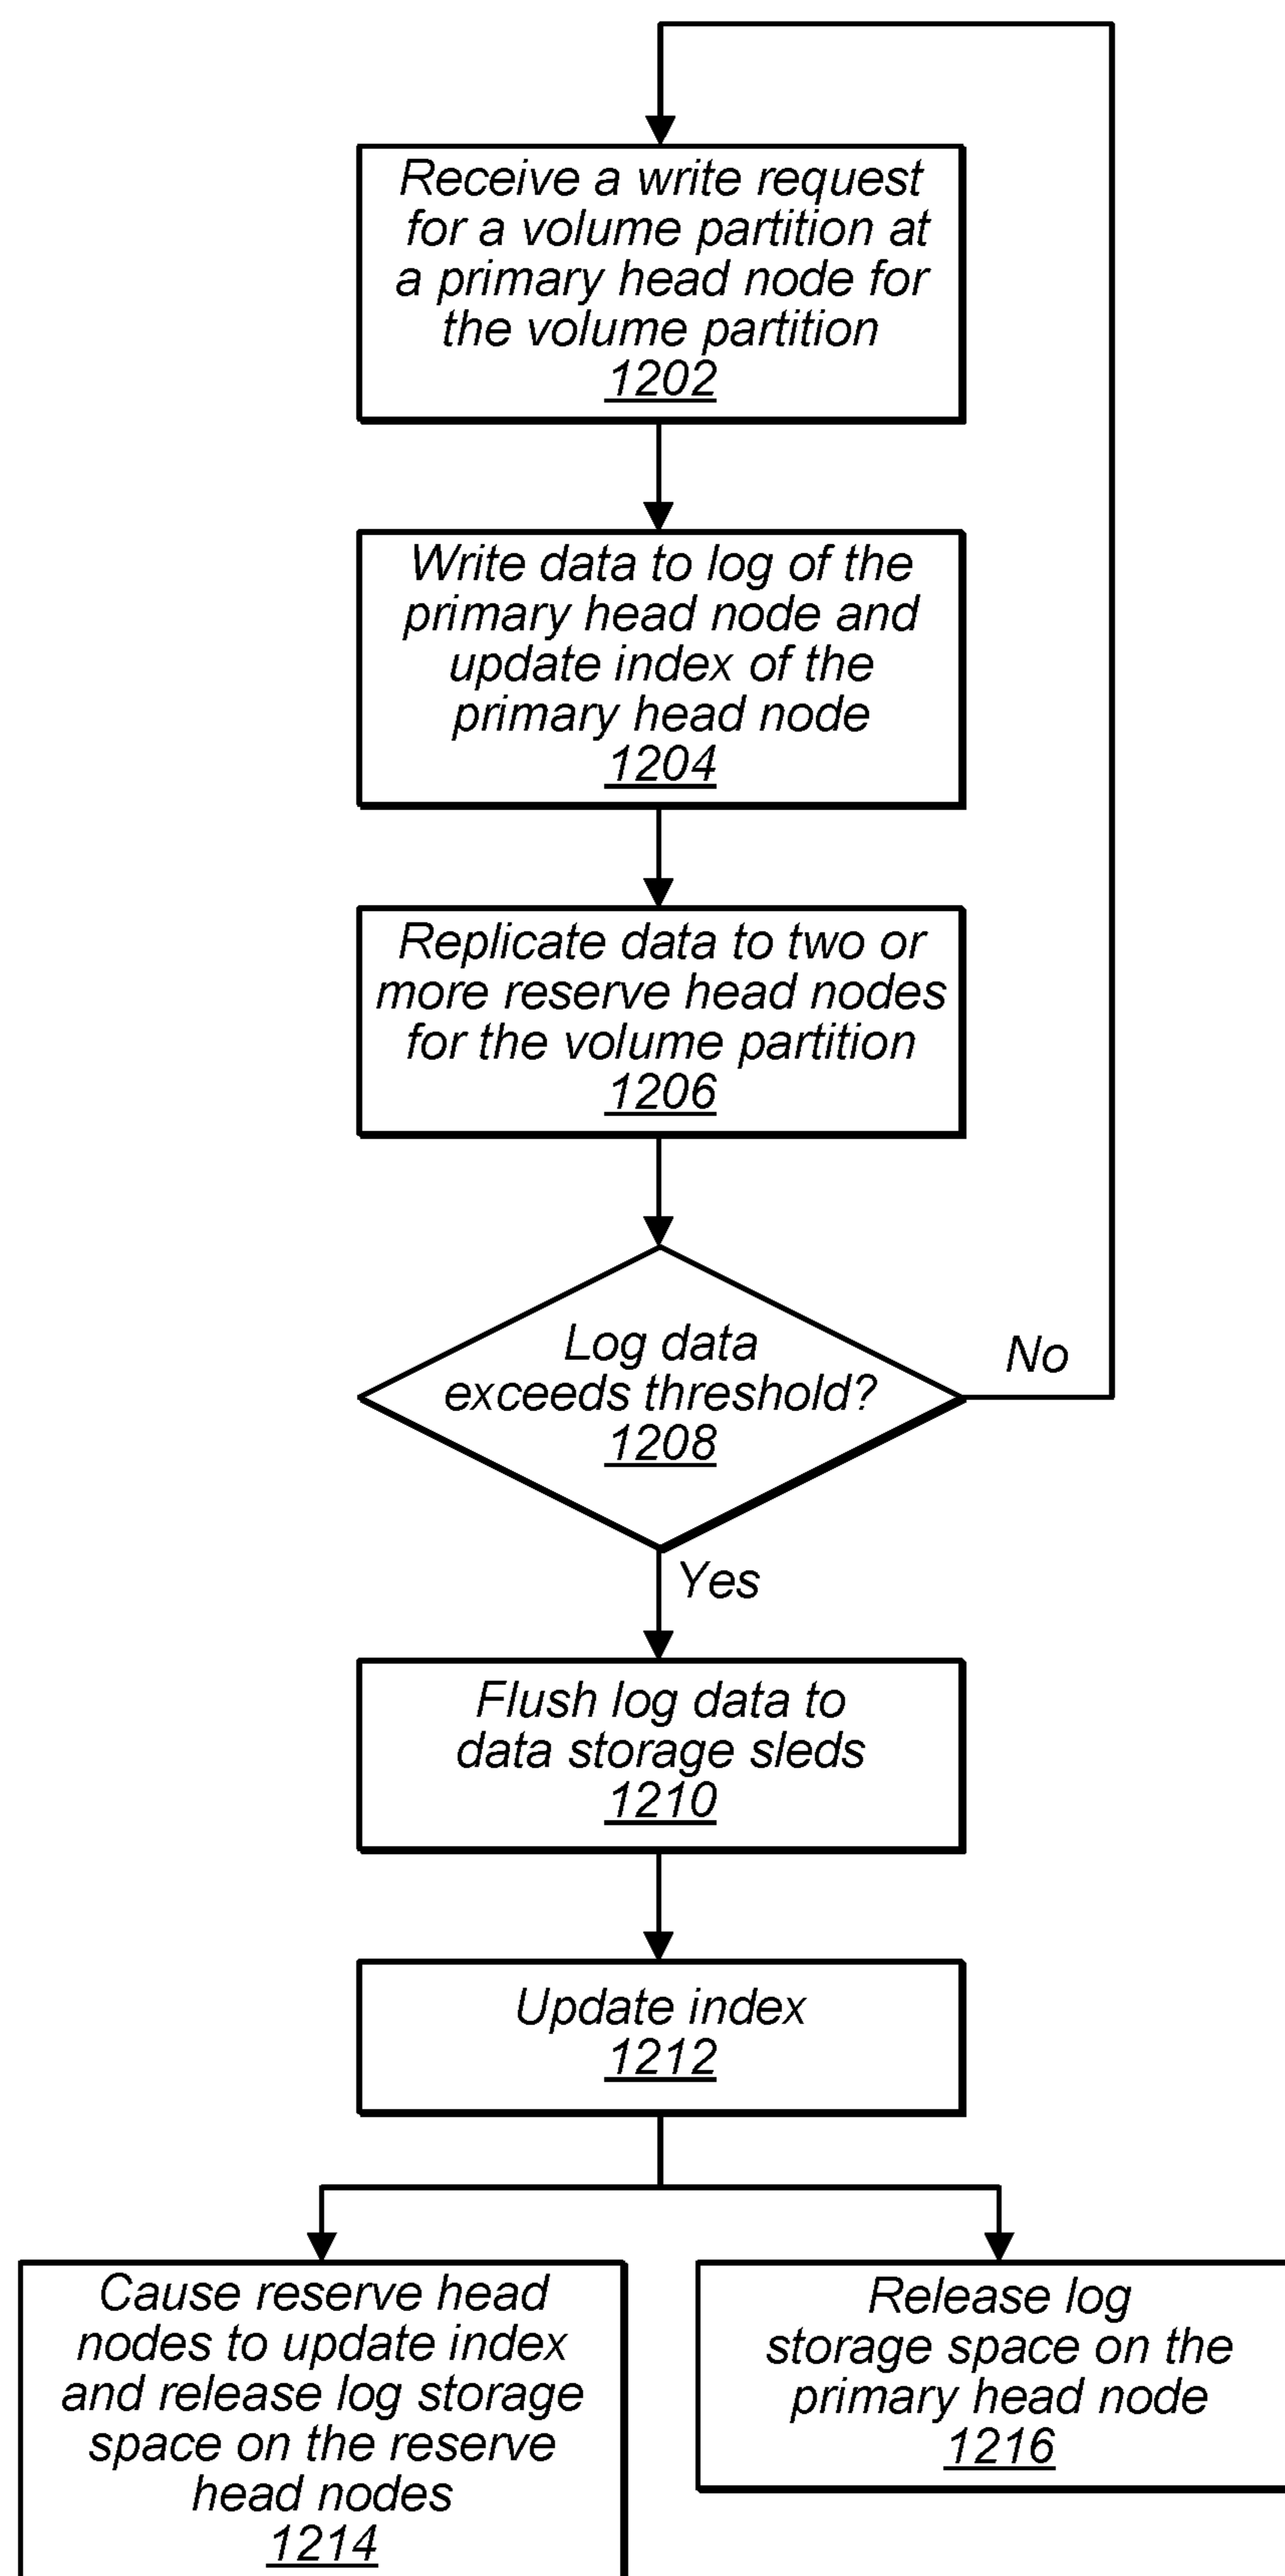 Receive a write request
for a volume partition at
a primary head node for
the volume partition
1202
Write data to log of the
primary head node and
update index of the
primary head node
1204
Replicate data to two or
more reserve head nodes
for the volume partition
1206
Log data
exceeds threshold?
1208
No
Yes
Flush log data to
data storage sleds
1210
Update index
1212
Cause reserve head
nodes to update index
and release log storage
space on the reserve
head nodes
1214
Release log
storage space on the
primary head node
1216